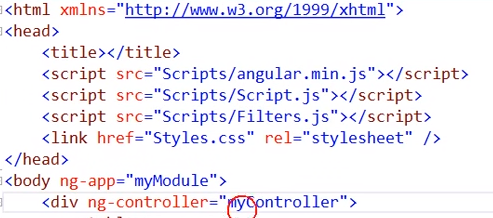 <html xmlns="http://www.w3.org/1999/xhtml">
<head>
<title></title>
<script src="Scripts/angular.min.js"></script>
<script src="Scripts/Script.js"></script>
<script src="Scripts/Filters.js"></script>
<link href="Styles.css" rel="stylesheet" />
</head>
<body ng-app="myModule">
<div ng-controller="myController">